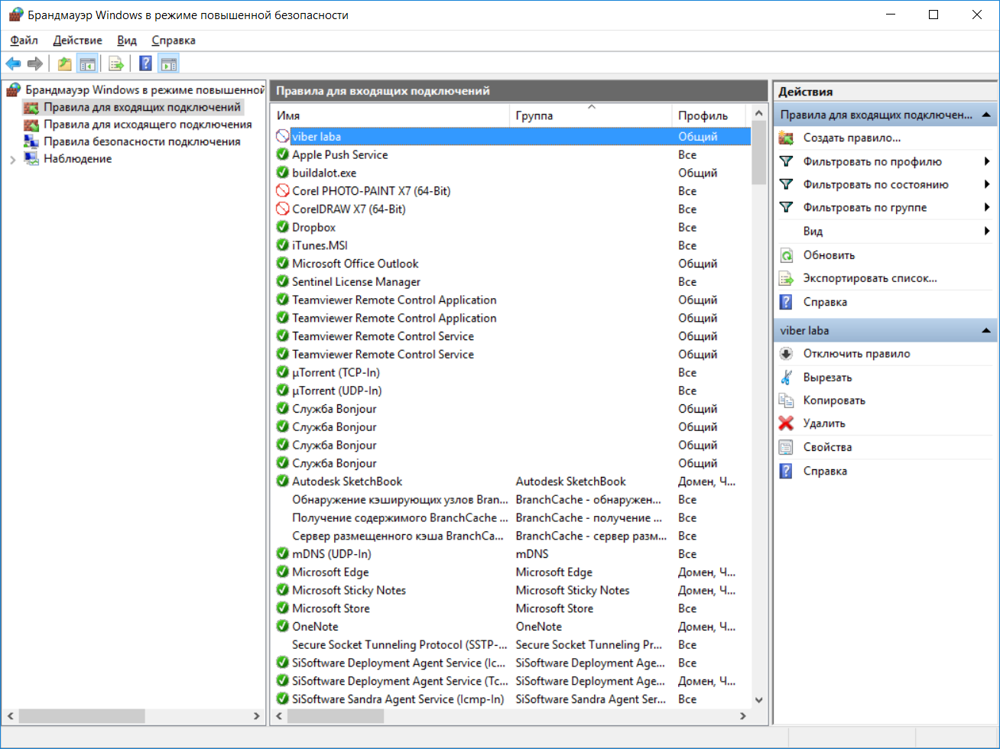 Брандмауэр Windows в режиме повышенной безопасности
Файл Действие Вид Справка
Брандмауэр Windows в режиме повышенной
Правила для входящих подключений
Правила для исходящего подключения
Правила безопасности подключения
Наблюдение
Правила для входящих подключений
Имя Группа Профиль
viber laba Общий
Apple Push Service Все
buildalot.exe Общий
Corel PHOTO-PAINT X7 (64-Bit) Все
CorelDRAW X7 (64-Bit) Все
Dropbox Все
iTunes.MSI Все
Microsoft Office Outlook Общий
Sentinel License Manager Все
Teamviewer Remote Control Application Общий
Teamviewer Remote Control Application Общий
Teamviewer Remote Control Service Общий
Teamviewer Remote Control Service Общий
µTorrent (TCP-In) Все
µTorrent (UDP-In) Все
Служба Bonjour Общий
Служба Bonjour Общий
Служба Bonjour Общий
Служба Bonjour Общий
Autodesk SketchBook Autodesk SketchBook Домен, Ч...
Обнаружение кэширующих узлов Bran... BranchCache - обнаружен... Все
Получение содержимого BranchCache ... BranchCache - получение ... Все
Сервер размещенного кэша BranchCa... BranchCache - сервер разм... Все
mDNS (UDP-In) mDNS Все
Microsoft Edge Microsoft Edge Домен, Ч...
Microsoft Sticky Notes Microsoft Sticky Notes Домен, Ч...
Microsoft Store Microsoft Store Все
OneNote OneNote Домен, Ч...
Secure Socket Tunneling Protocol (SSTP-... Secure Socket Tunneling Pr... Все
SiSoftware Deployment Agent Service (Ic... SiSoftware Deployment Age... Все
SiSoftware Deployment Agent Service (Tc... SiSoftware Deployment Age... Домен, Ч...
SiSoftware Sandra Agent Service (Icmp-In) SiSoftware Sandra Agent Ser... Все
Действия
Правила для входящих подключен...
Создать правило...
Фильтровать по профилю
Фильтровать по состоянию
Фильтровать по группе
Вид
Обновить
Экспортировать список...
Справка
viber laba
Отключить правило
Вырезать
Копировать
Удалить
Свойства
Справка